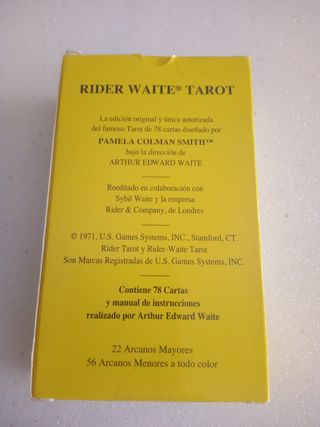 RIDER WAITE® TAROT
La edición original y única autorizada
del famoso Tarot de 78 cartas diseñado por
PAMELA COLMAN SMITH™
bajo la dirección de
ARTHUR EDWARD WAITE
Reeditado en colaboración con
Sybil Waite y la empresa
Rider & Company, de Londres
© 1971, U.S. Games Systems, INC., Stamford, CT.
Rider Tarot y Rider-Waite Tarot
Son Marcas Registradas de U.S. Games Systems, INC.
Contiene 78 Cartas
y manual de instrucciones
realizado por Arthur Edward Waite
22 Arcanos Mayores
56 Arcanos Menores a todo color